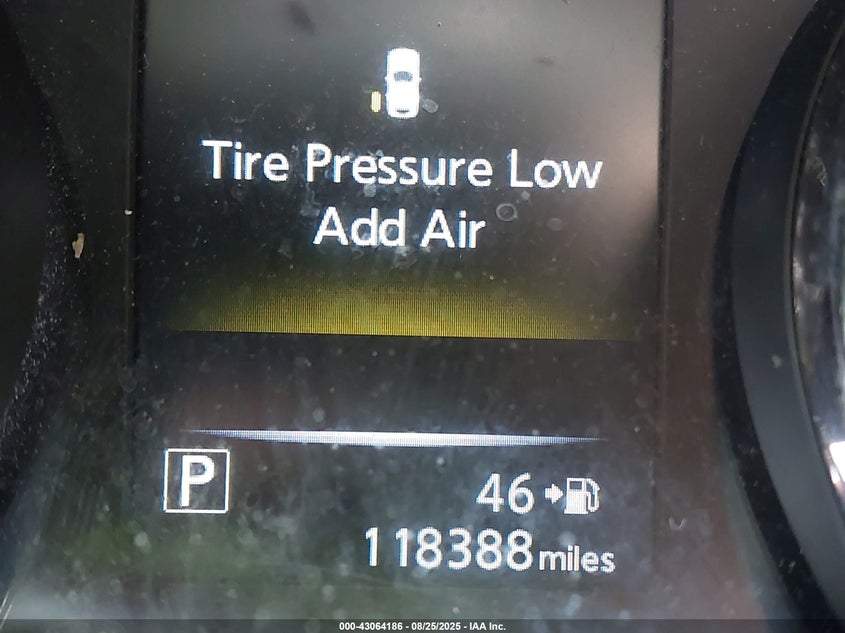 Tire Pressure Low
Add Air
P
46
118388 miles
000-43064186 - 08/25/2025 - IAA Inc.